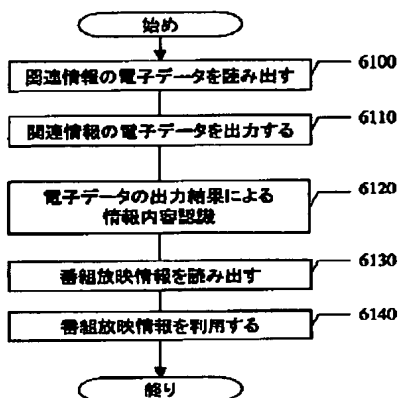 始め
関連情報の電子データを読み出す
6100
関連情報の電子データを出力する
6110
電子データの出力結果による
情報内容認識
6120
番組放映情報を読み出す
6130
番組放映情報を利用する
6140
終り